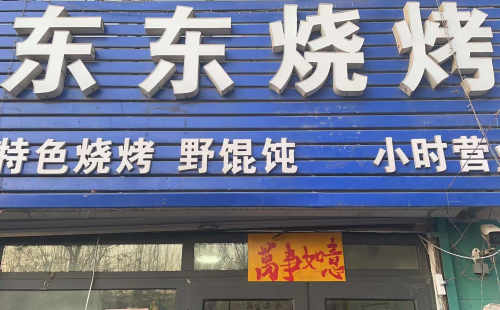 东东烧烤
特色烧烤 野馄饨 小时营
萬事如意